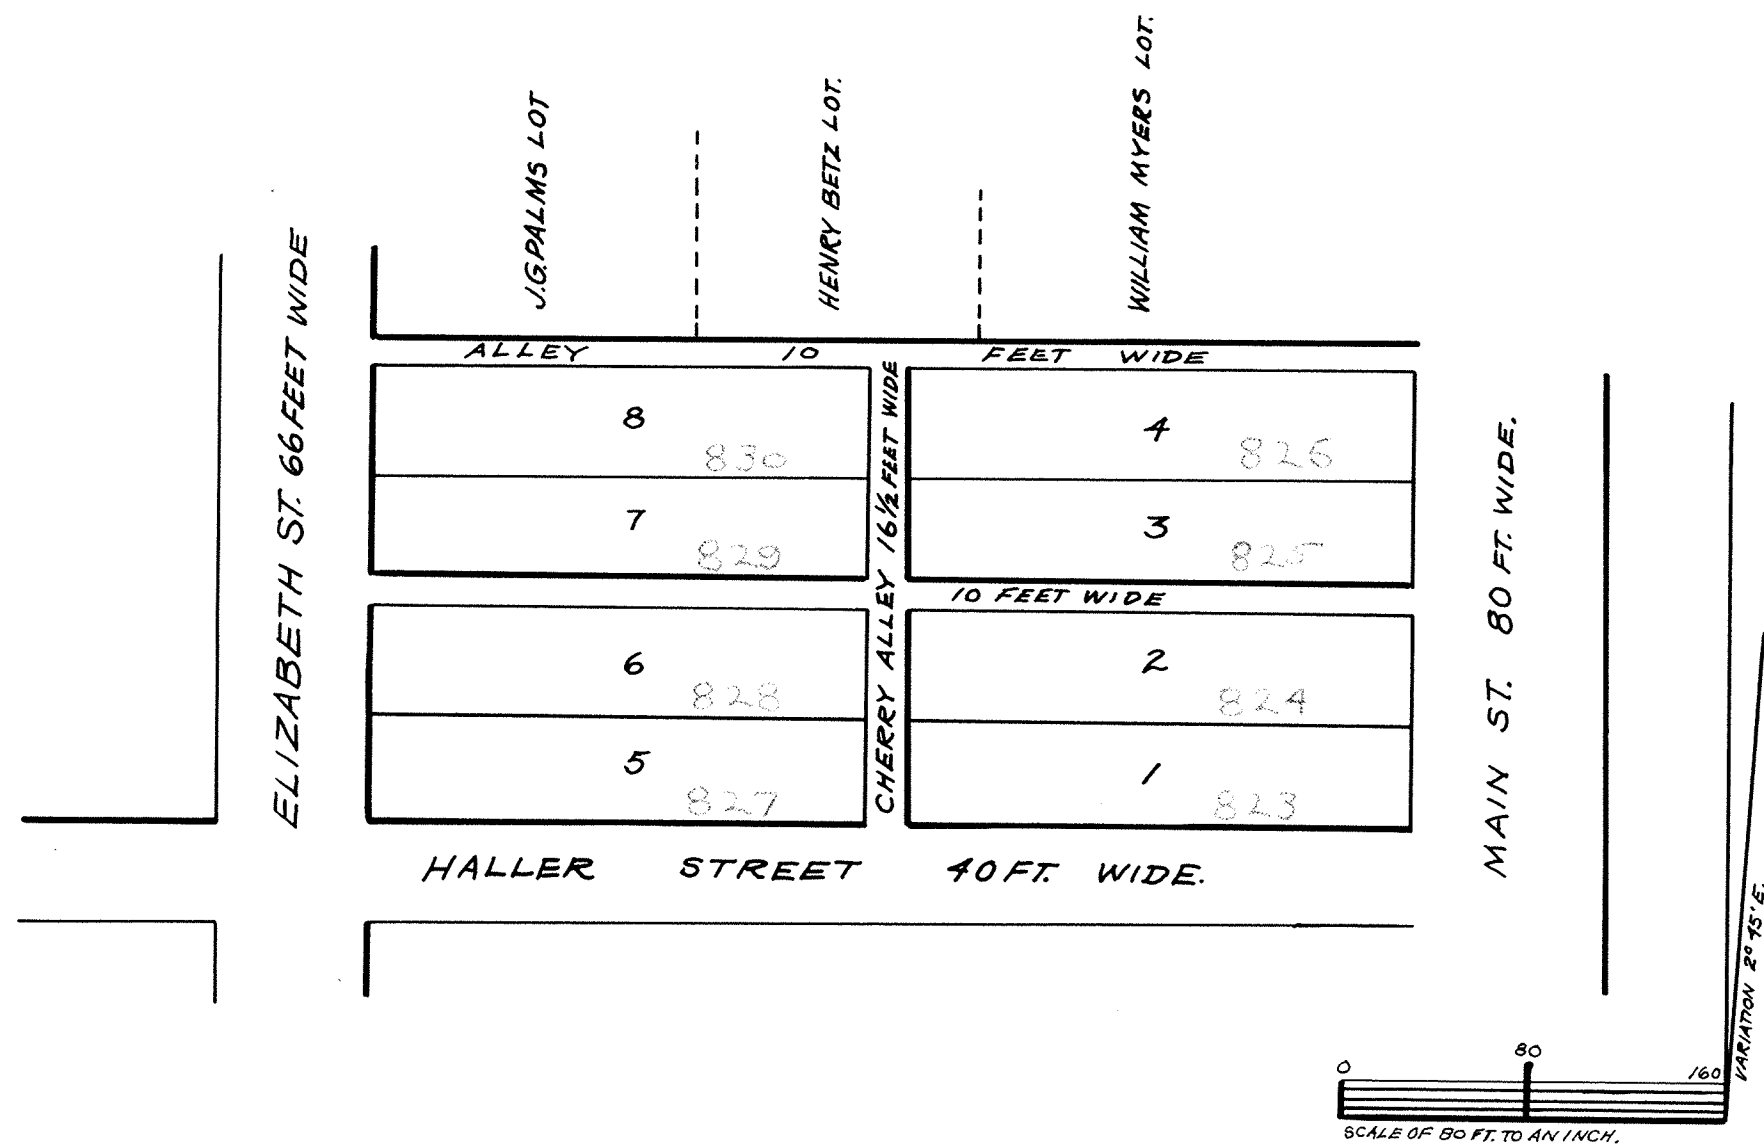 J.G. PALMS LOT
HENRY BETZ LOT.
WILLIAM MYERS LOT.
ELIZABETH ST. 66 FEET WIDE
ALLEY 10 FEET WIDE
8
830
4
826
7
829
3
825
CHERRY ALLEY 16 1/2 FEET WIDE
10 FEET WIDE
6
828
2
824
5
827
1
823
MAIN ST. 80 FT. WIDE.
HALLER STREET 40 FT. WIDE.
VARIATION 2° 45' E.
0 80 160
SCALE OF 80 FT. TO AN INCH.